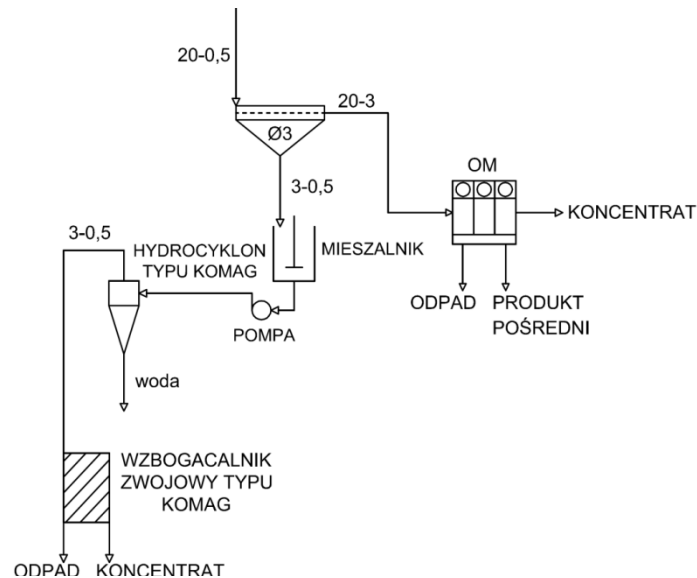 20-0,5
20-3
Ø3
OM
3-0,5
KONCENTRAT
3-0,5
HYDROCYKLON
TYPU KOMAG
MIESZALNIK
ODPAD
PRODUKT
POŚREDNI
POMPA
woda
WZBOGACALNIK
ZWOJOWY TYPU
KOMAG
ODPAD
KONCENTRAT